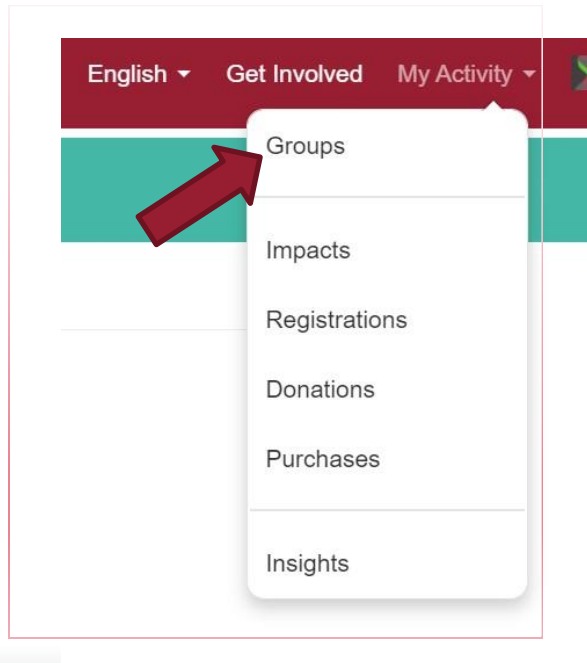 English Get Involved My Activity
Groups
Impacts
Registrations
Donations
Purchases
Insights